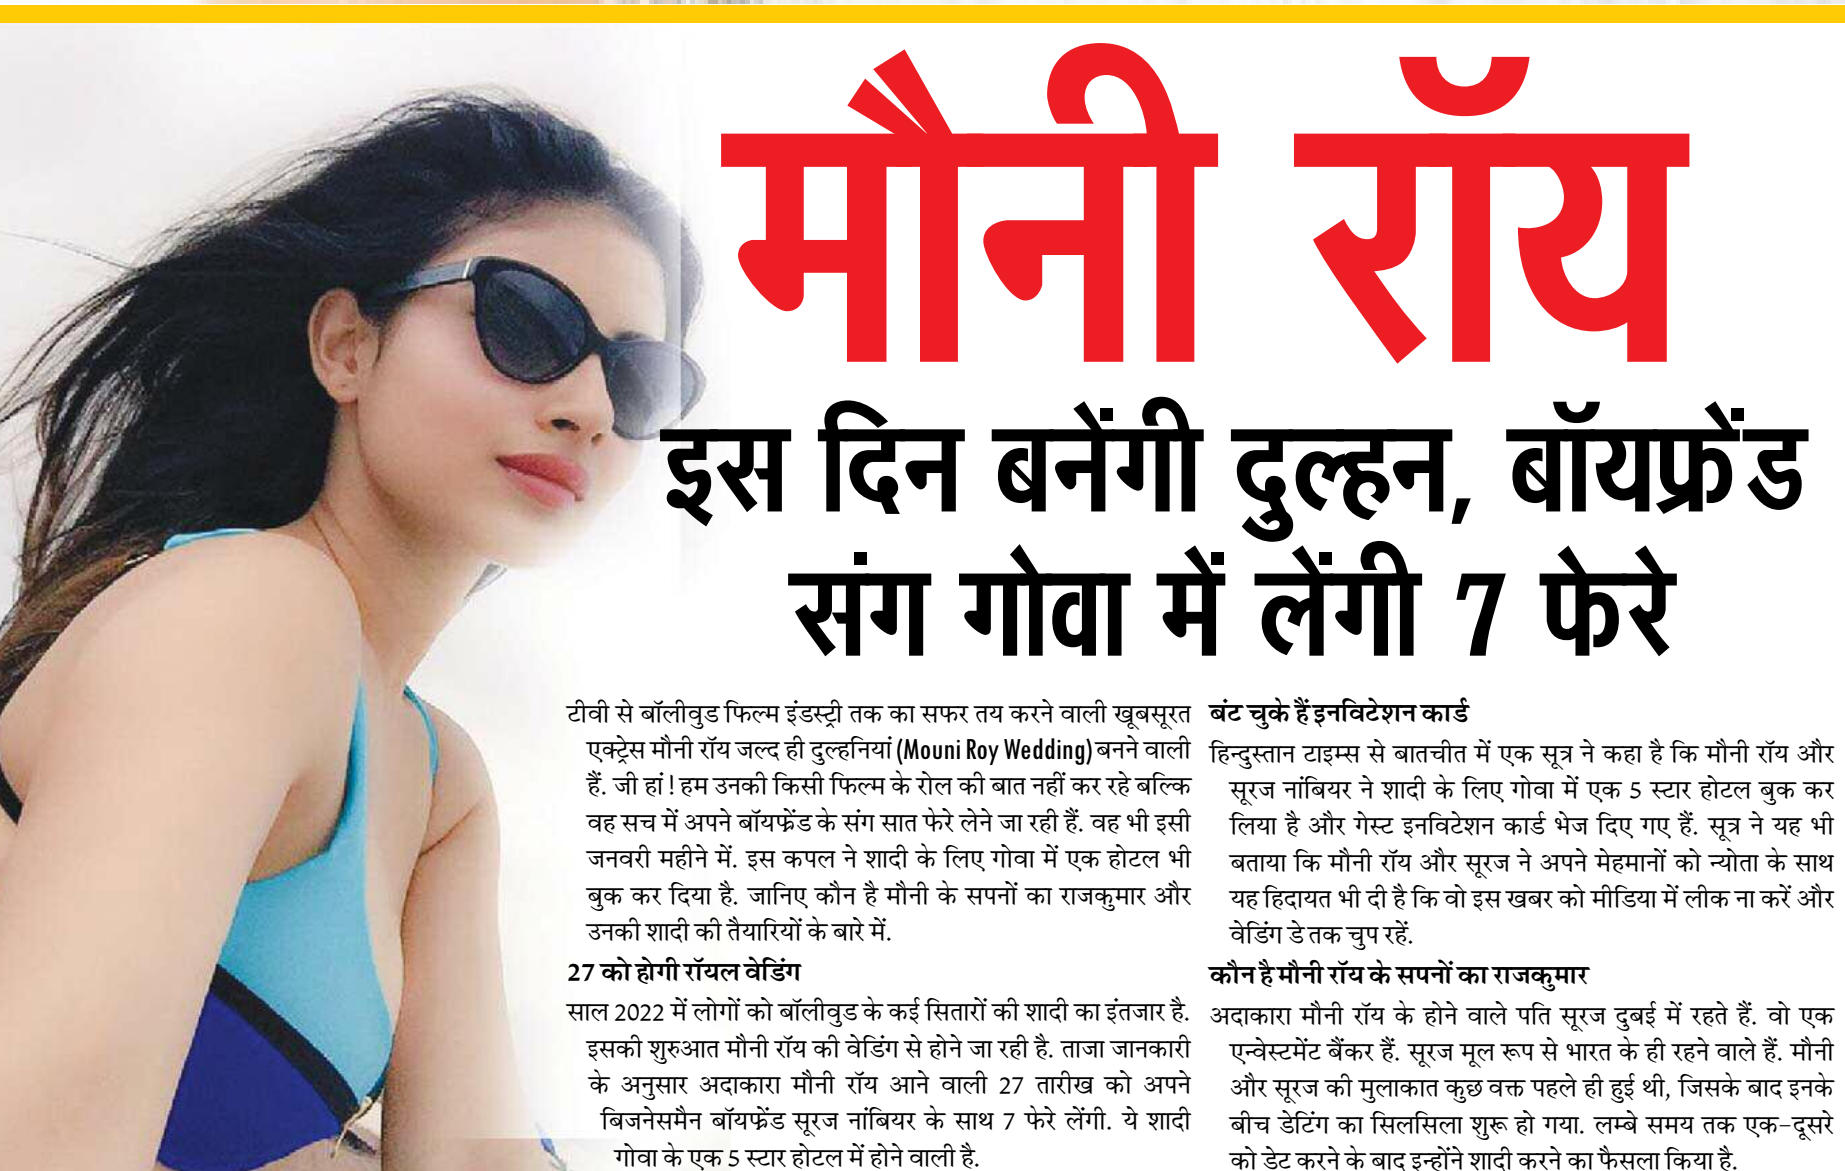 मौनी रॉय
इस दिन बनेंगी दुल्हन, बॉयफ्रेंड
संग गोवा में लेंगी 7 फेरे
टीवी से बॉलीवुड फिल्म इंडस्ट्री तक का सफर तय करने वाली खूबसूरत
एक्ट्रेस मौनी रॉय जल्द ही दुल्हनियां (Mouni Roy Wedding) बनने वाली
हैं. जी हां ! हम उनकी किसी फिल्म के रोल की बात नहीं कर रहे बल्कि
वह सच में अपने बॉयफ्रेंड के संग सात फेरे लेने जा रही हैं. वह भी इसी
जनवरी महीने में. इस कपल ने शादी के लिए गोवा में एक होटल भी
बुक कर दिया है. जानिए कौन है मौनी के सपनों का राजकुमार और
उनकी शादी की तैयारियों के बारे में.
27 को होगी रॉयल वेडिंग
साल 2022 में लोगों को बॉलीवुड के कई सितारों की शादी का इंतजार है.
इसकी शुरुआत मौनी रॉय की वेडिंग से होने जा रही है. ताजा जानकारी
के अनुसार अदाकारा मौनी रॉय आने वाली 27 तारीख को अपने
बिजनेसमैन बॉयफ्रेंड सूरज नांबियर के साथ 7 फेरे लेंगी. ये शादी
गोवा के एक 5 स्टार होटल में होने वाली है.
बंट चुके हैं इनविटेशन कार्ड
हिन्दुस्तान टाइम्स से बातचीत में एक सूत्र ने कहा है कि मौनी रॉय और
सूरज नांबियर ने शादी के लिए गोवा में एक 5 स्टार होटल बुक कर
लिया है और गेस्ट इनविटेशन कार्ड भेज दिए गए हैं. सूत्र ने यह भी
बताया कि मौनी रॉय और सूरज ने अपने मेहमानों को न्योता के साथ
यह हिदायत भी दी है कि वो इस खबर को मीडिया में लीक ना करें और
वेडिंग डे तक चुप रहें.
कौन है मौनी रॉय के सपनों का राजकुमार
अदाकारा मौनी रॉय के होने वाले पति सूरज दुबई में रहते हैं. वो एक
एन्वेस्टमेंट बैंकर हैं. सूरज मूल रूप से भारत के ही रहने वाले हैं. मौनी
और सूरज की मुलाकात कुछ वक्त पहले ही हुई थी, जिसके बाद इनके
बीच डेटिंग का सिलसिला शुरू हो गया. लम्बे समय तक एक-दूसरे
को डेट करने के बाद इन्होंने शादी करने का फैसला किया है.